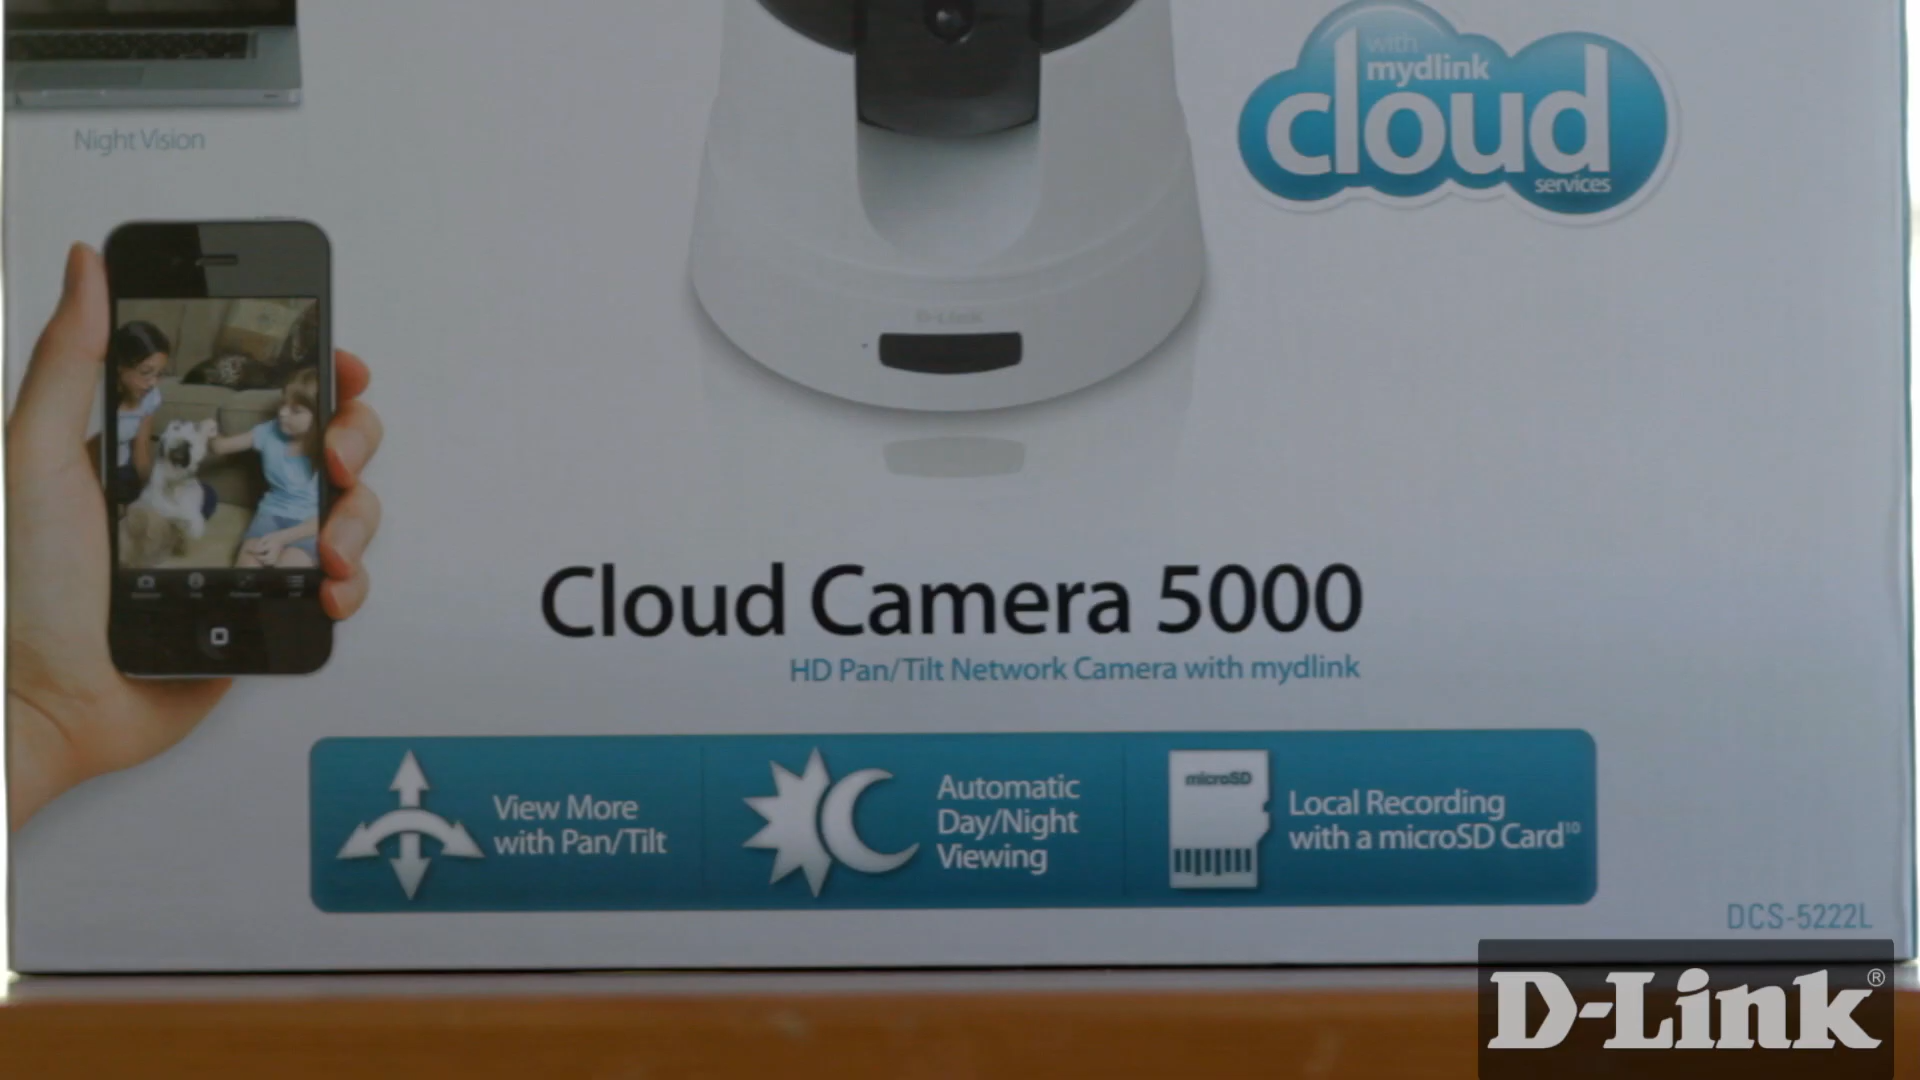 with
mydlink
cloud
services
Night Vision
D-Link
Cloud Camera 5000
HD Pan/Tilt Network Camera with mydlink
View More
with Pan/Tilt
Automatic
Day/Night
Viewing
microSD
Local Recording
with a microSD Card10
DCS-5222L
D-Link®